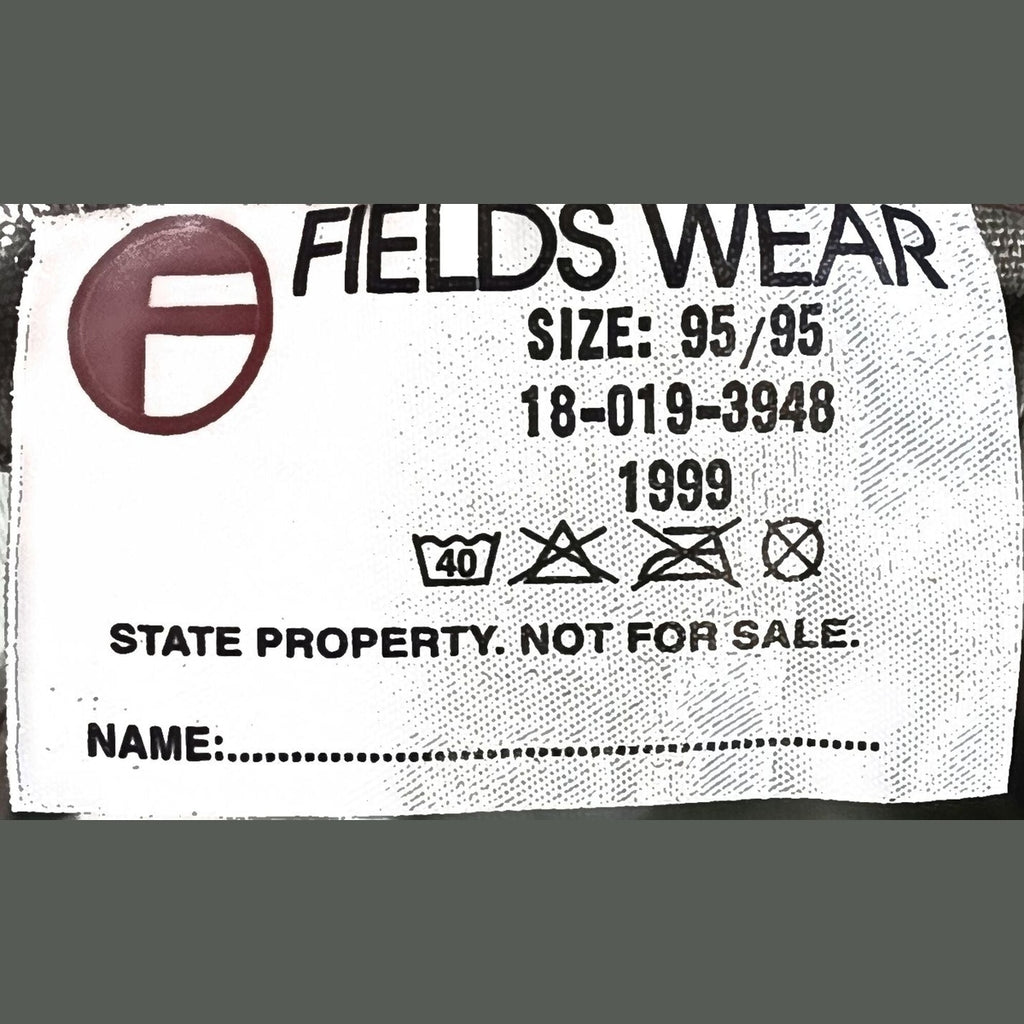 FIELDS WEAR
SIZE: 95/95
18-019-3948
1999
40
STATE PROPERTY. NOT FOR SALE.
NAME:...............................................................